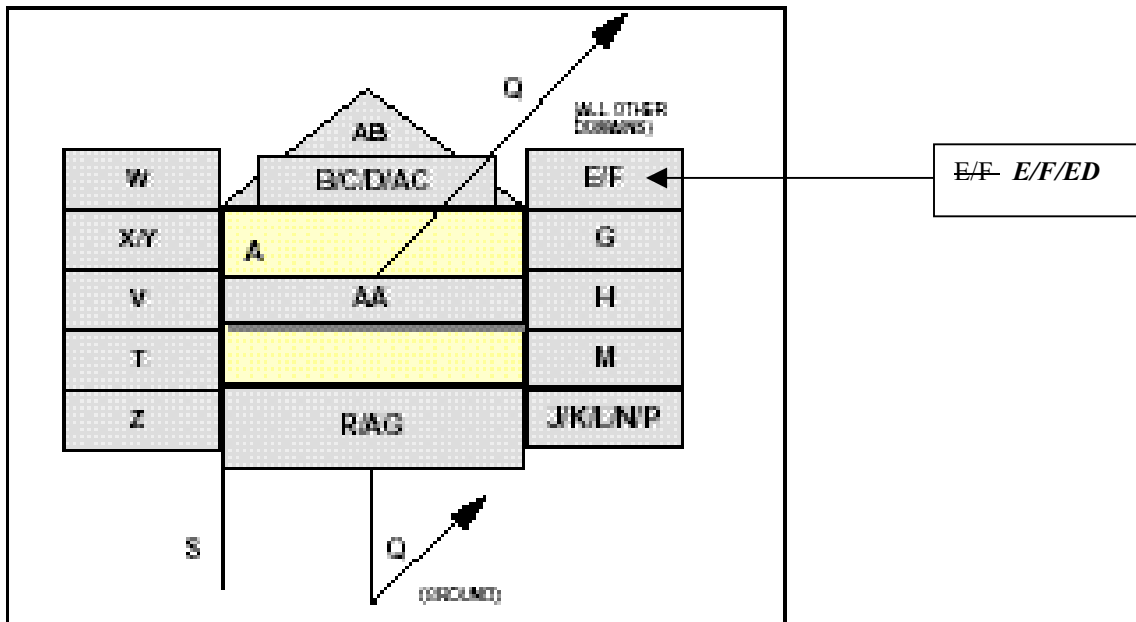 Q
(ALL OTHER
DOMAINS)
AB
W
B/C/D/AC
E/F
E/F E/F/ED
X/Y
A
G
V
AA
H
T
M
Z
R/AG
J/K/L/N/P
S
Q
(GROUND)